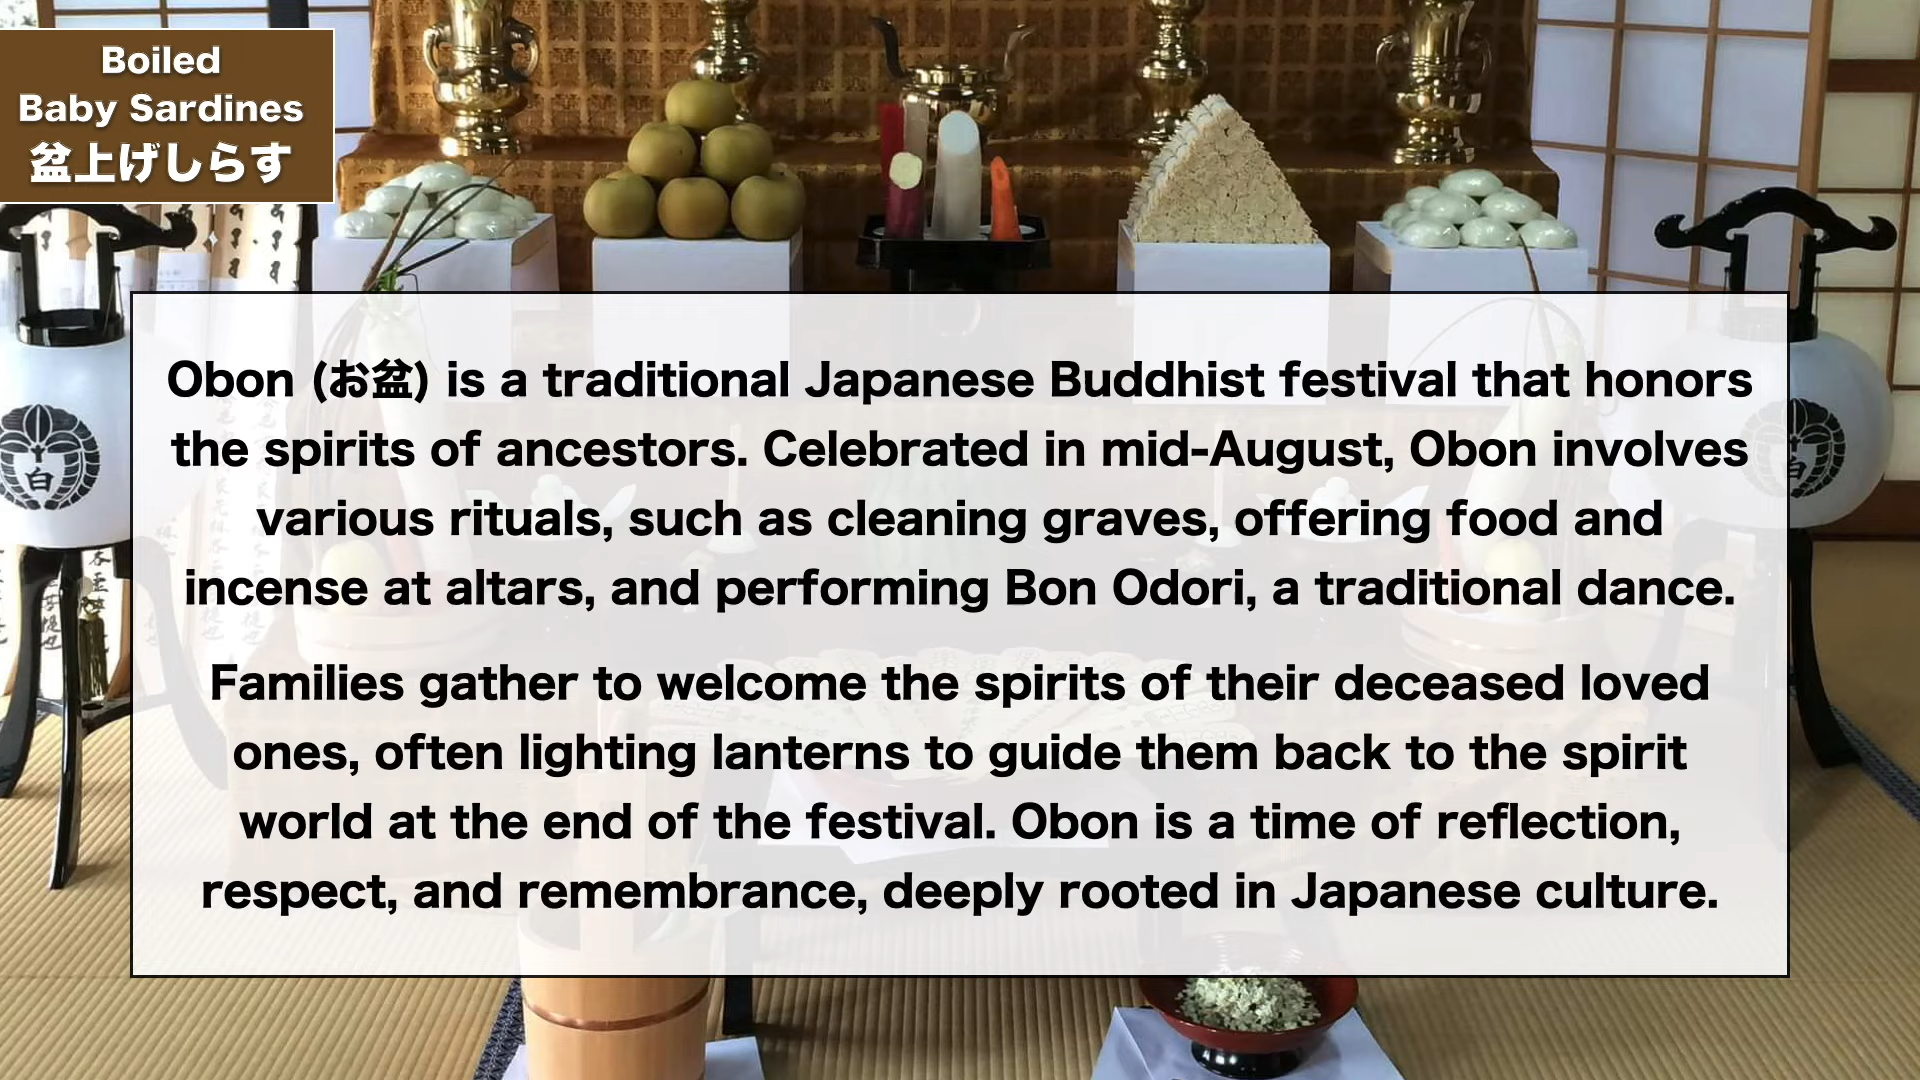 Boiled
Baby Sardines
盆上げしらす
Obon (お盆) is a traditional Japanese Buddhist festival that honors
the spirits of ancestors. Celebrated in mid-August, Obon involves
various rituals, such as cleaning graves, offering food and
incense at altars, and performing Bon Odori, a traditional dance.
Families gather to welcome the spirits of their deceased loved
ones, often lighting lanterns to guide them back to the spirit
world at the end of the festival. Obon is a time of reflection,
respect, and remembrance, deeply rooted in Japanese culture.
白
白